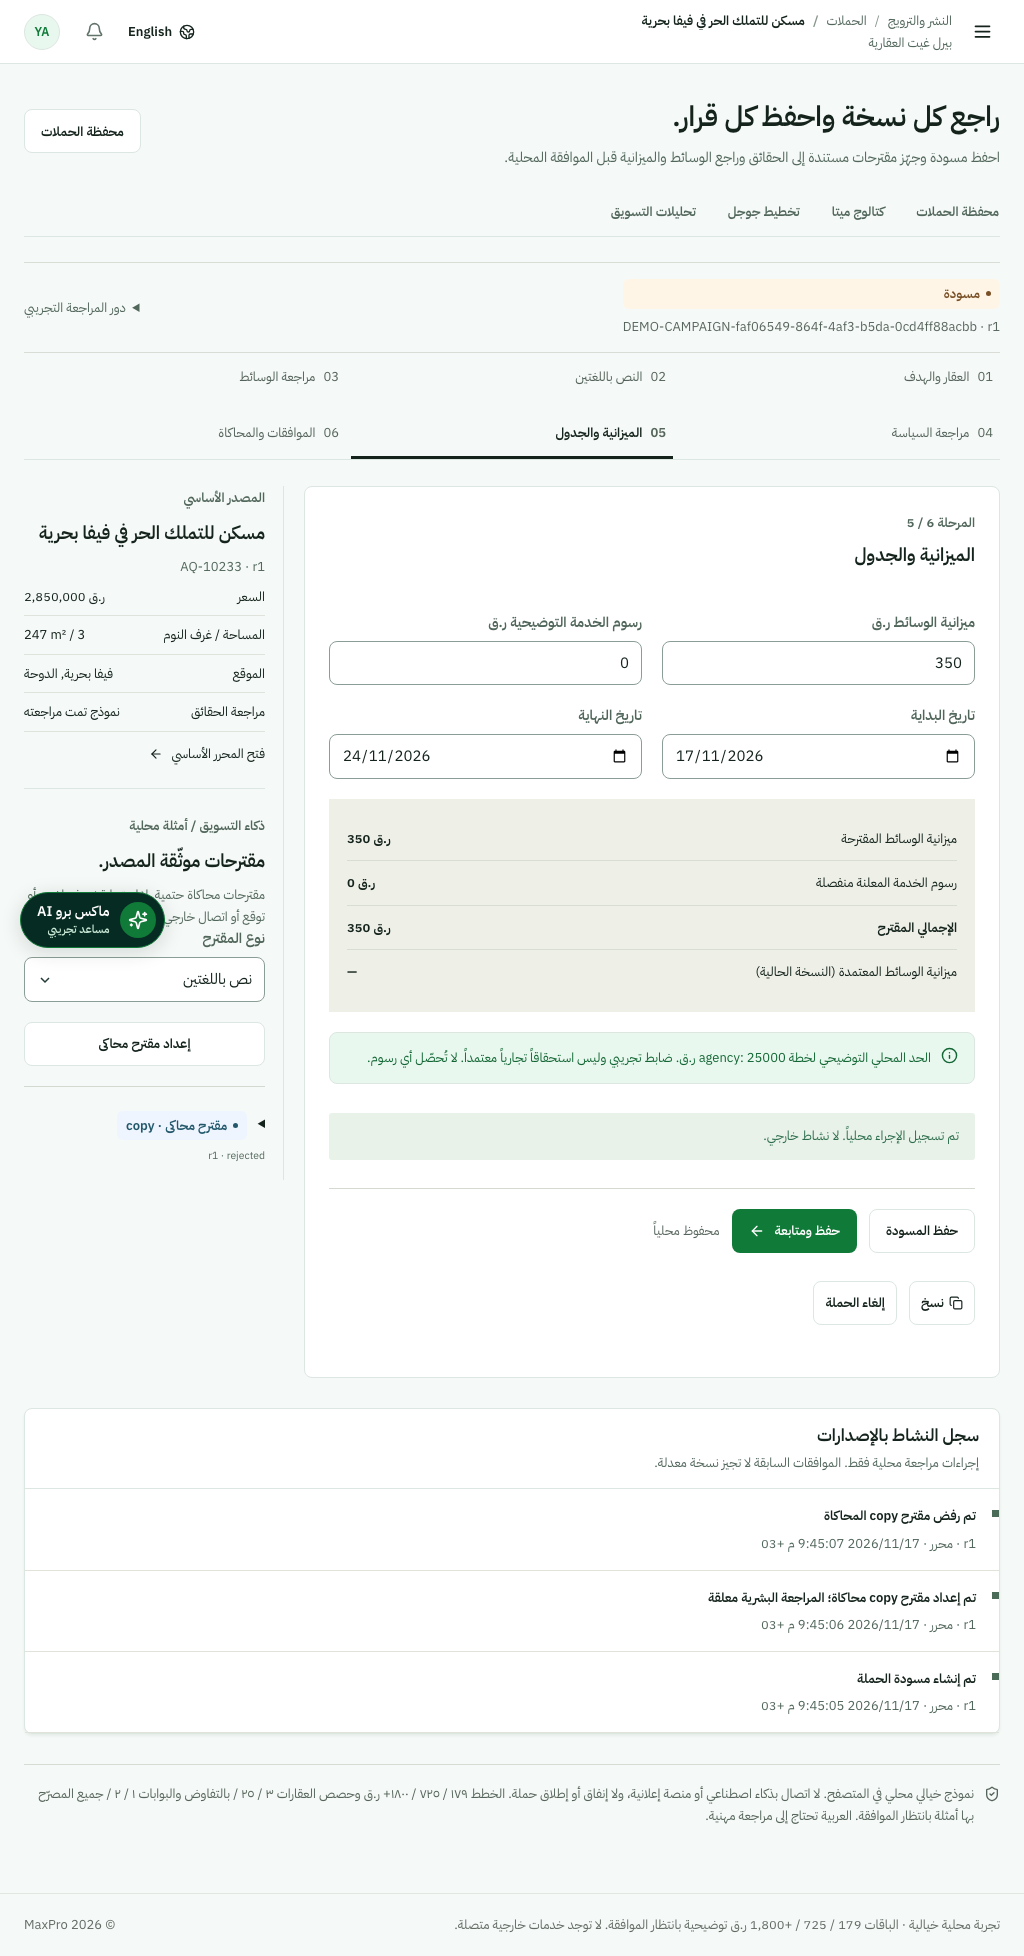 النشر والترويج / الحملات / مسكن للتملك الحر في فيفا بحرية
بيرل غيت العقارية
English
YA
راجع كل نسخة واحفظ كل قرار.
احفظ مسودة وجهّز مقترحات مستندة إلى الحقائق وراجع الوسائط والميزانية قبل الموافقة المحلية.
محفظة الحملات
محفظة الحملات
كتالوج ميتا
تخطيط جوجل
تحليلات التسويق
مسودة
DEMO-CAMPAIGN-faf06549-864f-4af3-b5da-0cd4ff88acbb · r1
دور المراجعة التجريبي
01 العقار والهدف
02 النص باللغتين
03 مراجعة الوسائط
04 مراجعة السياسة
05 الميزانية والجدول
06 الموافقات والمحاكاة
المرحلة 6 / 5
الميزانية والجدول
ميزانية الوسائط ر.ق
350
رسوم الخدمة التوضيحية ر.ق
0
تاريخ البداية
17/11/2026
تاريخ النهاية
24/11/2026
ميزانية الوسائط المقترحة
ر.ق 350
رسوم الخدمة المعلنة منفصلة
ر.ق 0
الإجمالي المقترح
ر.ق 350
ميزانية الوسائط المعتمدة (النسخة الحالية)
—
الحد المحلي التوضيحي لخطة agency: 25000 ر.ق. ضابط تجريبي وليس استحقاقاً تجارياً معتمداً. لا تُحصّل أي رسوم.
تم تسجيل الإجراء محلياً. لا نشاط خارجي.
حفظ المسودة
حفظ ومتابعة
محفوظ محلياً
نسخ
إلغاء الحملة
المصدر الأساسي
مسكن للتملك الحر في فيفا بحرية
AQ-10233 · r1
السعر
ر.ق 2,850,000
المساحة / غرف النوم
247 m² / 3
الموقع
فيفا بحرية, الدوحة
مراجعة الحقائق
نموذج تمت مراجعته
فتح المحرر الأساسي
ذكاء التسويق / أمثلة محلية
مقترحات موثّقة المصدر.
مقترحات محاكاة حتمية
توقع أو اتصال خارجي
ماكس برو AI
مساعد تجريبي
نوع المقترح
نص باللغتين
إعداد مقترح محاكى
مقترح محاكى · copy
r1 · rejected
سجل النشاط بالإصدارات
إجراءات مراجعة محلية فقط. الموافقات السابقة لا تجيز نسخة معدلة.
تم رفض مقترح copy المحاكاة
r1 · محرر · 2026/11/17 9:45:07 م +03
تم إعداد مقترح copy محاكاة؛ المراجعة البشرية معلقة
r1 · محرر · 2026/11/17 9:45:06 م +03
تم إنشاء مسودة الحملة
r1 · محرر · 2026/11/17 9:45:05 م +03
نموذج خيالي محلي في المتصفح. لا اتصال بذكاء اصطناعي أو منصة إعلانية، ولا إنفاق أو إطلاق حملة. الخطط ١٧٩ / ٧٢٥ / ١٨٠٠+ ر.ق وحصص العقارات ٣ / ٢٥ / بالتفاوض والبوابات ١ / ٢ / جميع المصرّح
بها أمثلة بانتظار الموافقة. العربية تحتاج إلى مراجعة مهنية.
تجربة محلية خيالية · الباقات 179 / 725 / +1,800 ر.ق توضيحية بانتظار الموافقة. لا توجد خدمات خارجية متصلة.
© 2026 MaxPro